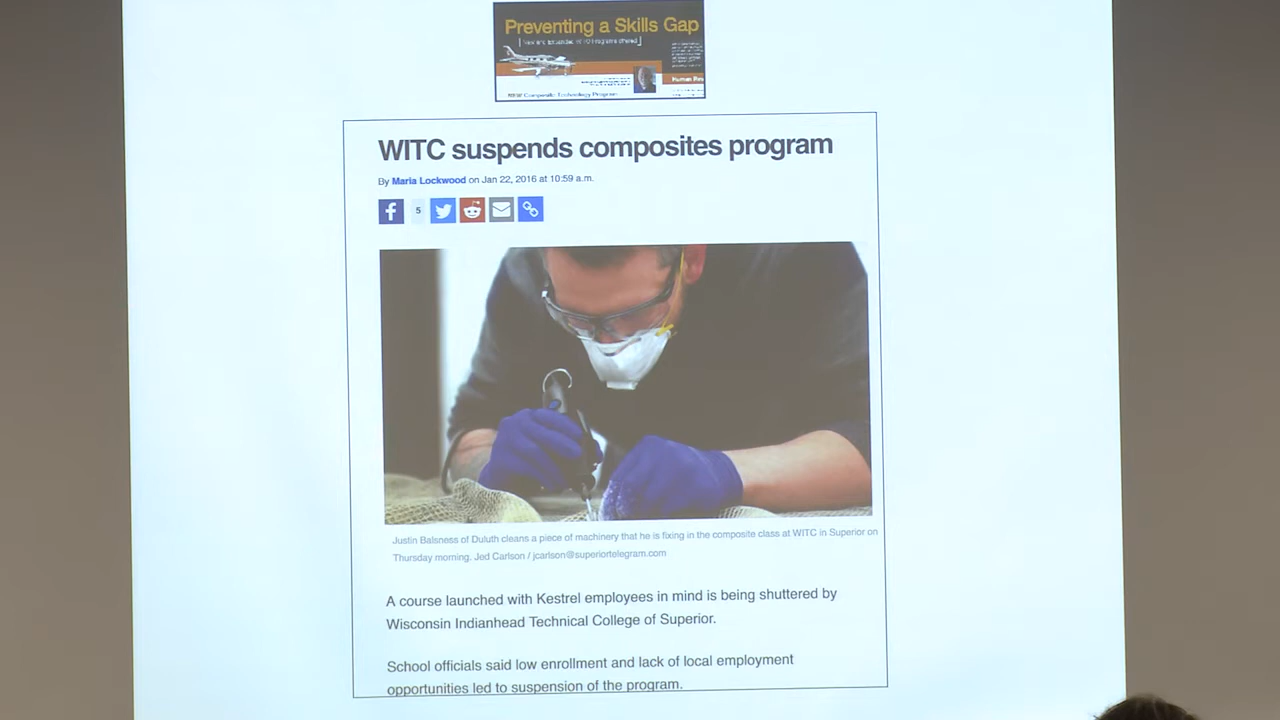 Preventing a Skills Gap
Composite Technology Program
WITC suspends composites program
By Maria Lockwood on Jan 22, 2016 at 10:59 a.m.
f 5
Justin Balsness of Duluth cleans a piece of machinery that he is fixing in the composite class at WITC in Superior on
Thursday morning. Jed Carlson / jcarlson@superiortelegram.com
A course launched with Kestrel employees in mind is being shuttered by
Wisconsin Indianhead Technical College of Superior.
School officials said low enrollment and lack of local employment
opportunities led to suspension of the program.